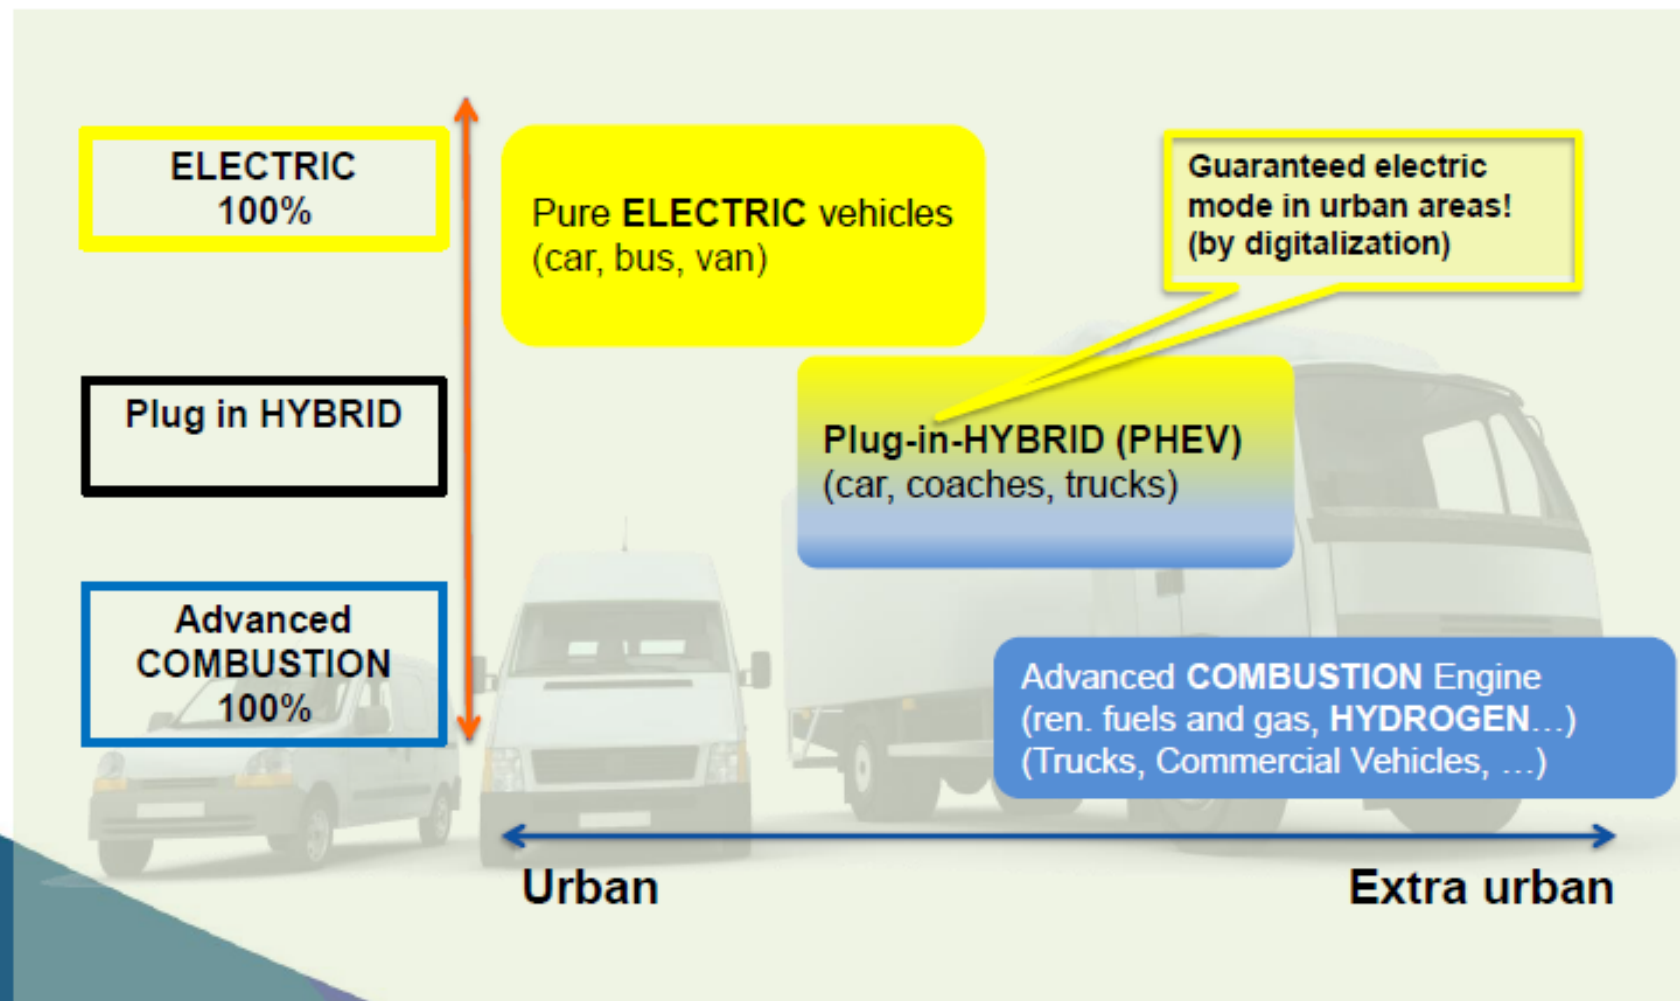 ELECTRIC
100%
Pure ELECTRIC vehicles
(car, bus, van)
Guaranteed electric
mode in urban areas!
(by digitalization)
Plug in HYBRID
Plug-in-HYBRID (PHEV)
(car, coaches, trucks)
Advanced
COMBUSTION
100%
Advanced COMBUSTION Engine
(ren. fuels and gas, HYDROGEN...)
(Trucks, Commercial Vehicles, ...)
Urban
Extra urban